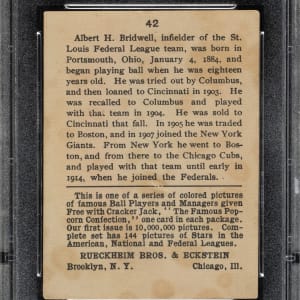 42
Albert H. Bridwell, infielder of the St.
Louis Federal League team, was born in
Portsmouth, Ohio, January 4, 1884, and
began playing ball when he was eighteen
years old. He was tried out by Columbus,
and then loaned to Cincinnati in 1903. He
was recalled to Columbus and played
with that team in 1904. He was sold to
Cincinnati that fall. In 1905 he was traded
to Boston, and in 1907 joined the New York
Giants. From New York he went to Bos-
ton, and from there to the Chicago Cubs,
and played with that team until early in
1914, when he joined the Federals.
This is one of a series of colored pictures
of famous Ball Players and Managers given
Free with Cracker Jack, "The Famous Pop-
corn Confection," one card in each package.
Our first issue is 10,000,000 pictures. Com-
plete set has 144 pictures of Stars in the
American, National and Federal Leagues.
RUECKHEIM BROS. & ECKSTEIN
Brooklyn, N. Y. Chicago, Ill.